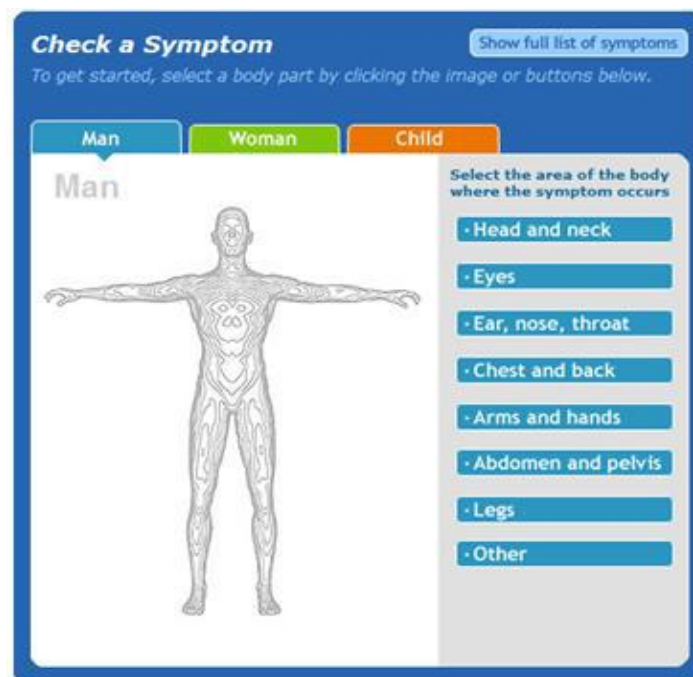 Check a Symptom
Show full list of symptoms
To get started, select a body part by clicking the image or buttons below.
Man
Woman
Child
Man
Select the area of the body
where the symptom occurs
· Head and neck
· Eyes
· Ear, nose, throat
· Chest and back
· Arms and hands
· Abdomen and pelvis
· Legs
· Other